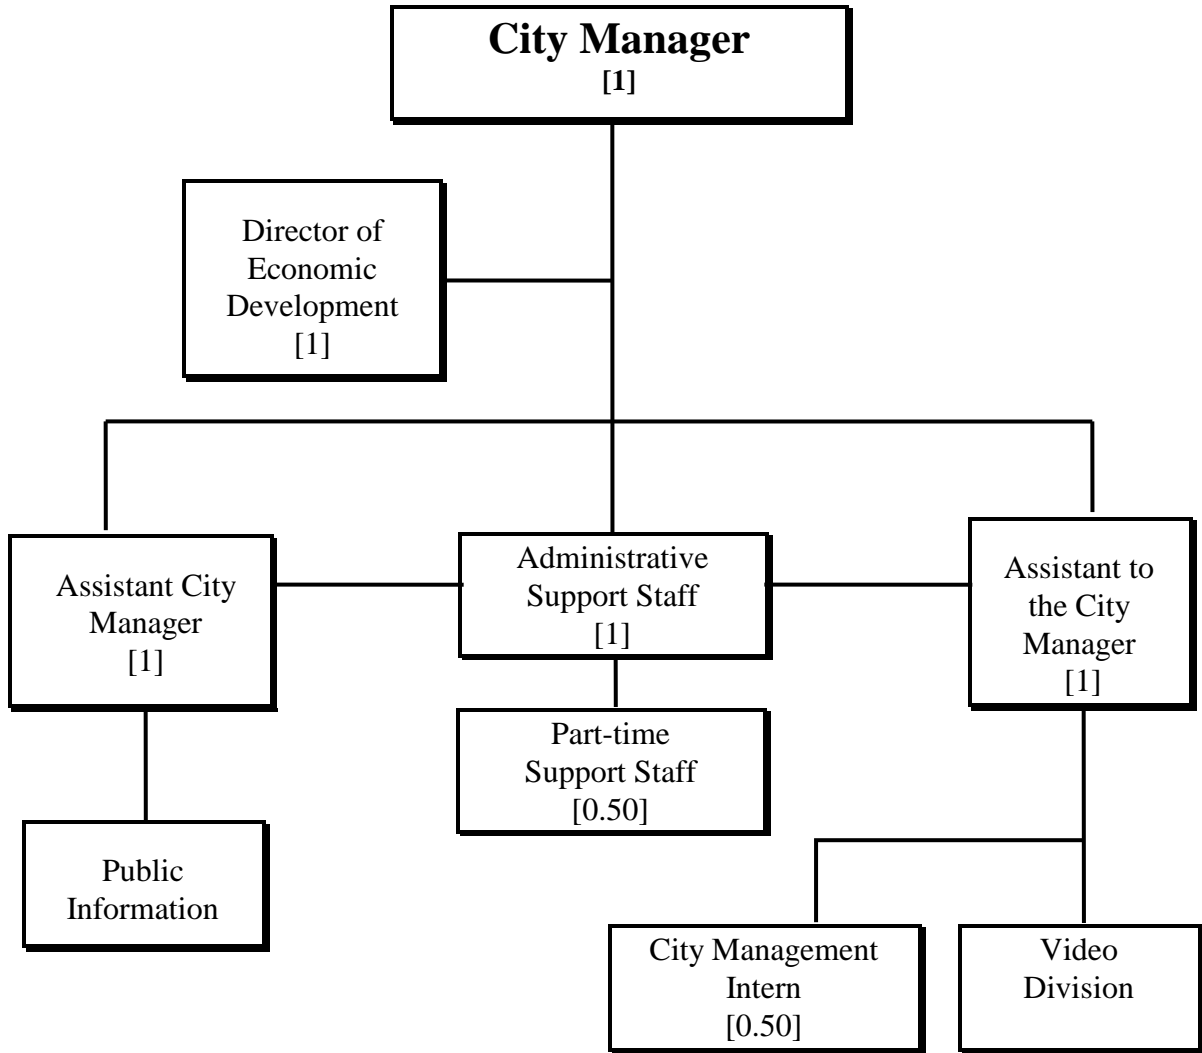 City Manager
[1]
Director of
Economic
Development
[1]
Assistant City
Manager
[1]
Administrative
Support Staff
[1]
Assistant to
the City
Manager
[1]
Part-time
Support Staff
[0.50]
Public
Information
City Management
Intern
[0.50]
Video
Division